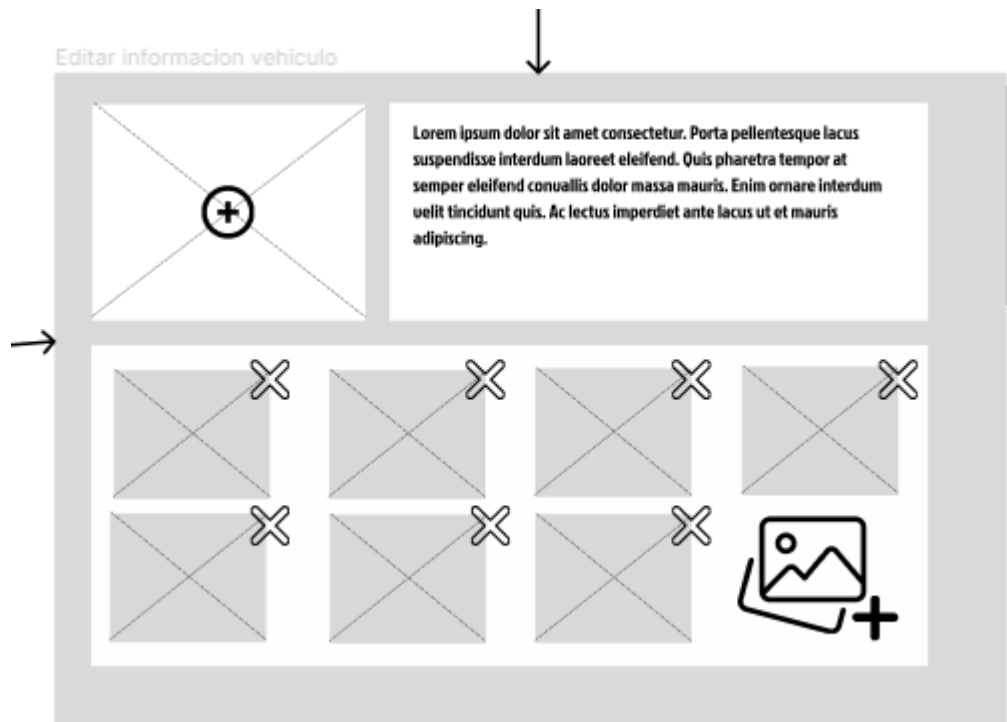 Editar informacion vehiculo
Lorem ipsum dolor sit amet consectetur. Porta pellentesque lacus
suspendisse interdum laoreet eleifend. Quis pharetra tempor at
semper eleifend convallis dolor massa mauris. Enim ornare interdum
velit tincidunt quis. Ac lectus imperdiet ante lacus ut et mauris
adipiscing.